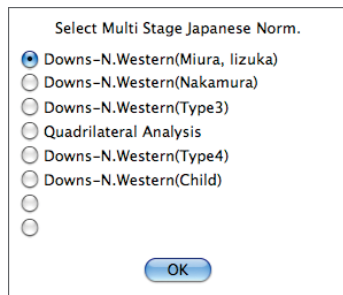 Select Multi Stage Japanese Norm.
Downs-N.Western(Miura, Iizuka)
Downs-N.Western(Nakamura)
Downs-N.Western(Type3)
Quadrilateral Analysis
Downs-N.Western(Type4)
Downs-N.Western(Child)
OK